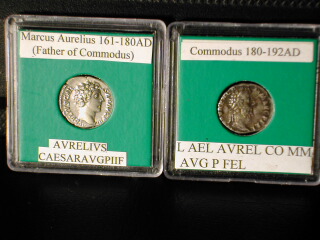 Marcus Aurelius 161-180AD
(Father of Commodus)
AVRELIVS
CAESARAVGPIIF
Commodus 180-192AD
L AEL AVREL CO MM
AVG P FEL